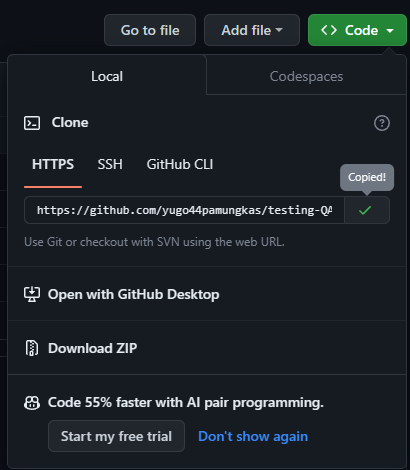 Go to file Add file <> Code
Local Codespaces
Clone
HTTPS SSH GitHub CLI
Copied!
https://github.com/yugo44pamungkas/testing-QA
Use Git or checkout with SVN using the web URL.
Open with GitHub Desktop
Download ZIP
Code 55% faster with AI pair programming.
Start my free trial Don't show again